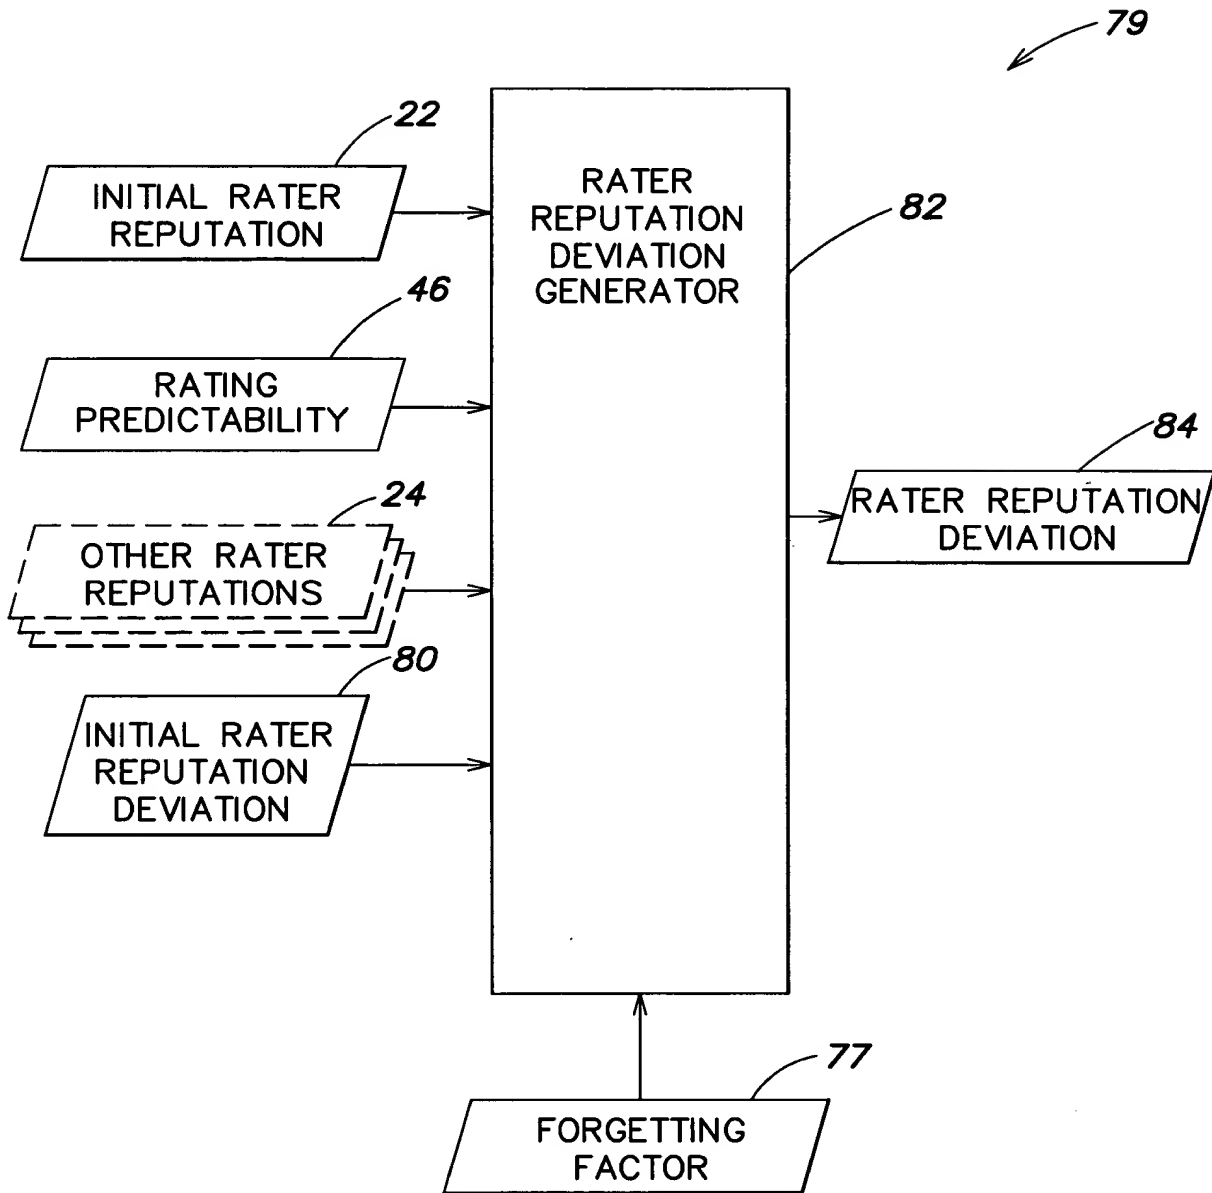 79
22
INITIAL RATER
REPUTATION
RATER
REPUTATION
DEVIATION
GENERATOR
82
46
RATING
PREDICTABILITY
84
RATER REPUTATION
DEVIATION
24
OTHER RATER
REPUTATIONS
80
INITIAL RATER
REPUTATION
DEVIATION
77
FORGETTING
FACTOR